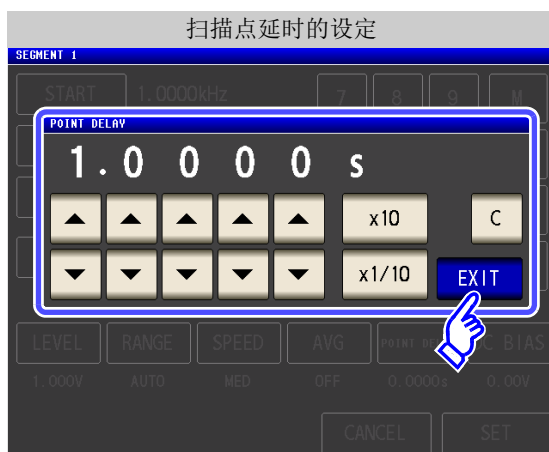 扫描点延时的设定
SEGMENT 1
START 1.0000kHz 7 8 9 M
POINT DELAY
1.0000 s
x10 C
x1/10 EXIT
LEVEL RANGE SPEED AVG POINT DE C BIAS
1.000V AUTO MED OFF 0.0000s 0.00V
CANCEL SET